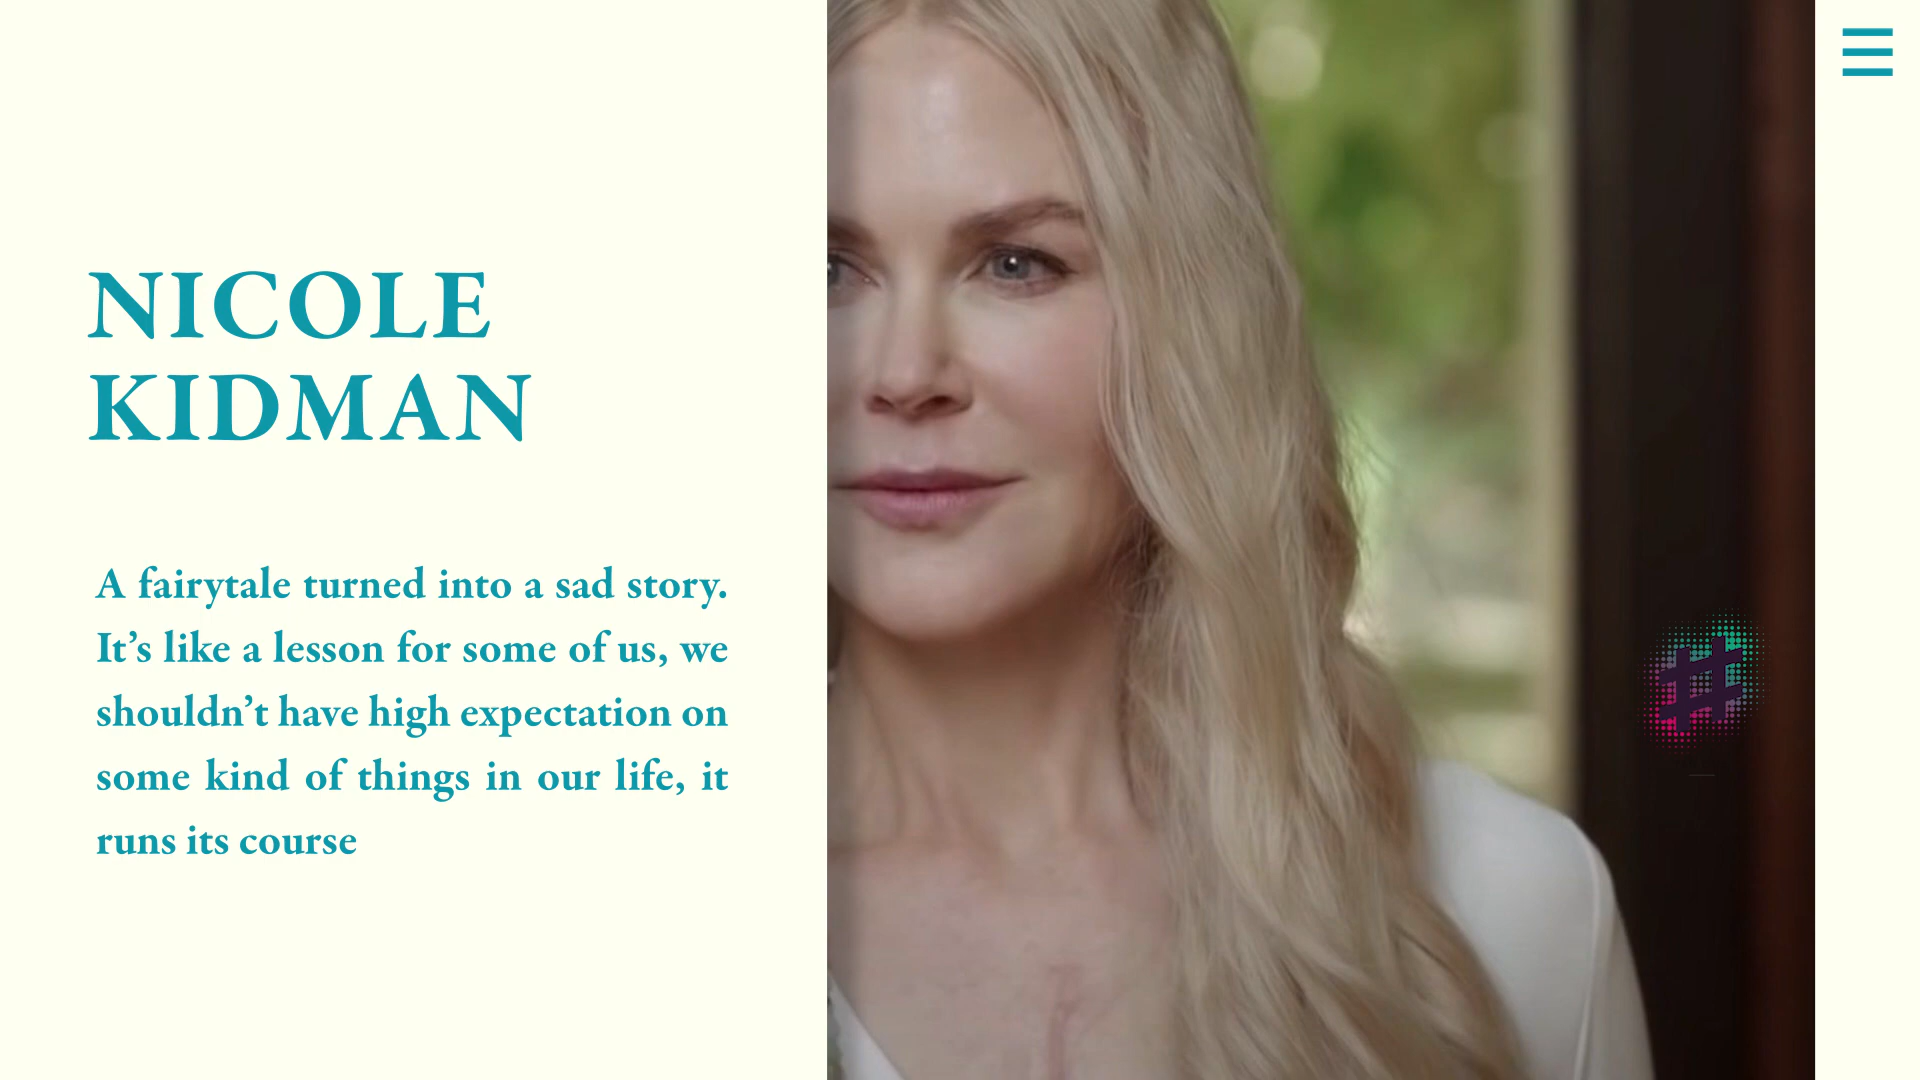 NICOLE
KIDMAN
A fairytale turned into a sad story.
It’s like a lesson for some of us, we
shouldn’t have high expectation on
some kind of things in our life, it
runs its course
#